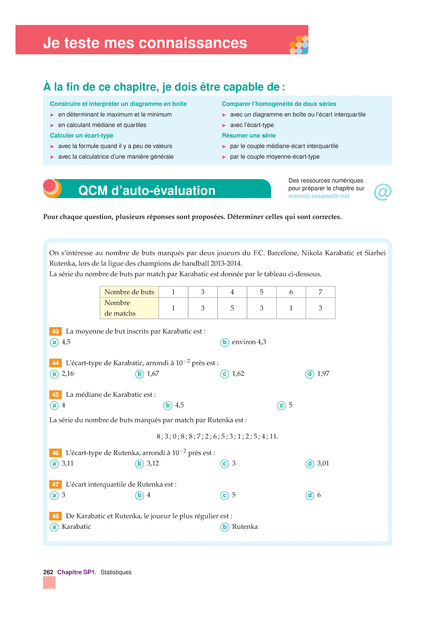 Je teste mes connaissances
À la fin de ce chapitre, je dois être capable de :
Construire et interpréter un diagramme en boîte
► en déterminant le maximum et le minimum
► en calculant médiane et quartiles
Calculer un écart-type
► avec la formule quand il y a peu de valeurs
► avec la calculatrice d'une manière générale
Comparer l'homogénéité de deux séries
► avec un diagramme en boîte ou l'écart interquartile
► avec l'écart-type
Résumer une série
► par le couple médiane-écart interquartile
► par le couple moyenne-écart-type
QCM d'auto-évaluation
Des ressources numériques
pour préparer le chapitre sur
manuel.sesamath.net
@
Pour chaque question, plusieurs réponses sont proposées. Déterminer celles qui sont correctes.
On s'intéresse au nombre de buts marqués par deux joueurs du F.C. Barcelone, Nikola Karabatic et Siarhei
Rutenka, lors de la ligue des champions de handball 2013-2014.
La série du nombre de buts par match par Karabatic est donnée par le tableau ci-dessous.
Nombre de buts 1 3 4 5 6 7
Nombre
de matchs 1 3 5 3 1 3
43 La moyenne de but inscrits par Karabatic est :
a 4,5 b environ 4,3
44 L'écart-type de Karabatic, arrondi à 10⁻² près est :
a 2,16 b 1,67 c 1,62 d 1,97
45 La médiane de Karabatic est :
a 4 b 4,5 c 5
La série du nombre de buts marqués par match par Rutenka est :
8 ; 3 ; 0 ; 8 ; 8 ; 7 ; 2 ; 6 ; 5 ; 3 ; 1 ; 2 ; 5 ; 4 ; 11.
46 L'écart-type de Rutenka, arrondi à 10⁻² près est :
a 3,11 b 3,12 c 3 d 3,01
47 L'écart interquartile de Rutenka est :
a 3 b 4 c 5 d 6
48 De Karabatic et Rutenka, le joueur le plus régulier est :
a Karabatic b Rutenka
262 Chapitre SP1. Statistiques